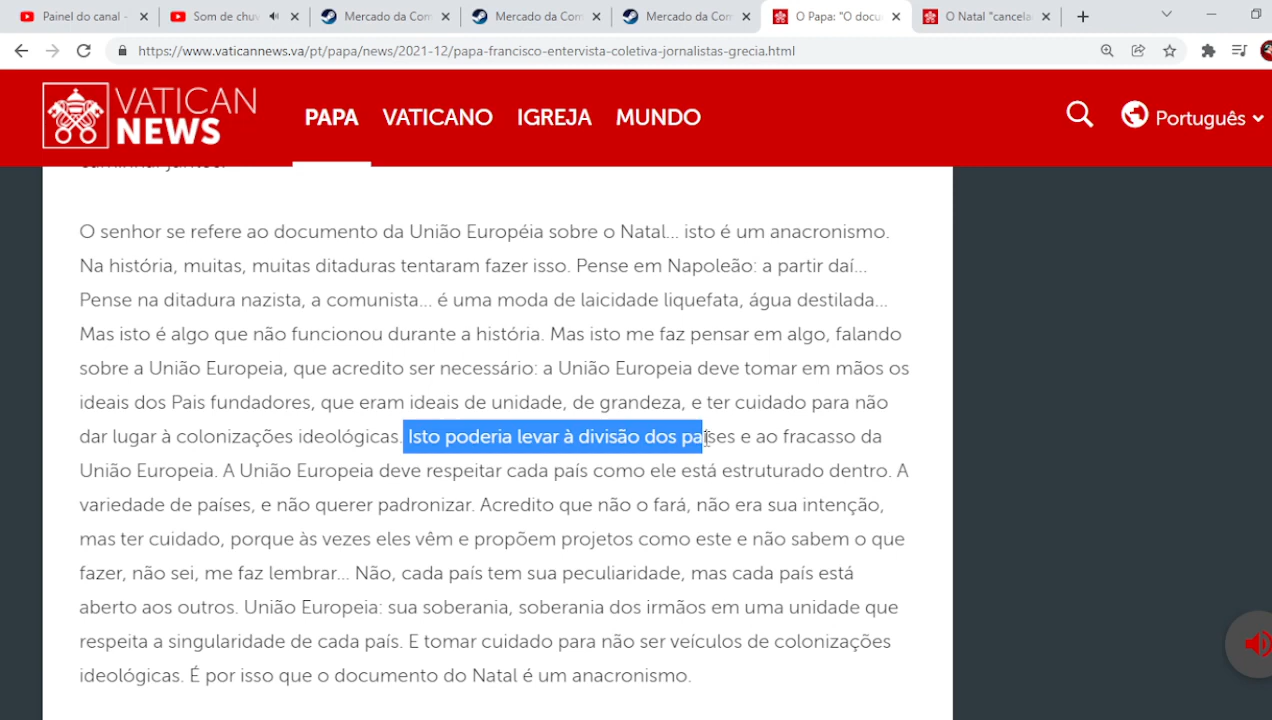 Painel do canal -
Som de chuv
Mercado da Com
Mercado da Com
Mercado da Com
O Papa: "O docu
O Natal "cancela
https://www.vaticannews.va/pt/papa/news/2021-12/papa-francisco-entervista-coletiva-jornalistas-grecia.html
VATICAN
NEWS
PAPA VATICANO IGREJA MUNDO
Português
O senhor se refere ao documento da União Européia sobre o Natal... isto é um anacronismo.
Na história, muitas, muitas ditaduras tentaram fazer isso. Pense em Napoleão: a partir daí...
Pense na ditadura nazista, a comunista... é uma moda de laicidade liquefata, água destilada...
Mas isto é algo que não funcionou durante a história. Mas isto me faz pensar em algo, falando
sobre a União Europeia, que acredito ser necessário: a União Europeia deve tomar em mãos os
ideais dos Pais fundadores, que eram ideais de unidade, de grandeza, e ter cuidado para não
dar lugar à colonizações ideológicas. Isto poderia levar à divisão dos países e ao fracasso da
União Europeia. A União Europeia deve respeitar cada país como ele está estruturado dentro. A
variedade de países, e não querer padronizar. Acredito que não o fará, não era sua intenção,
mas ter cuidado, porque às vezes eles vêm e propõem projetos como este e não sabem o que
fazer, não sei, me faz lembrar... Não, cada país tem sua peculiaridade, mas cada país está
aberto aos outros. União Europeia: sua soberania, soberania dos irmãos em uma unidade que
respeita a singularidade de cada país. E tomar cuidado para não ser veículos de colonizações
ideológicas. É por isso que o documento do Natal é um anacronismo.